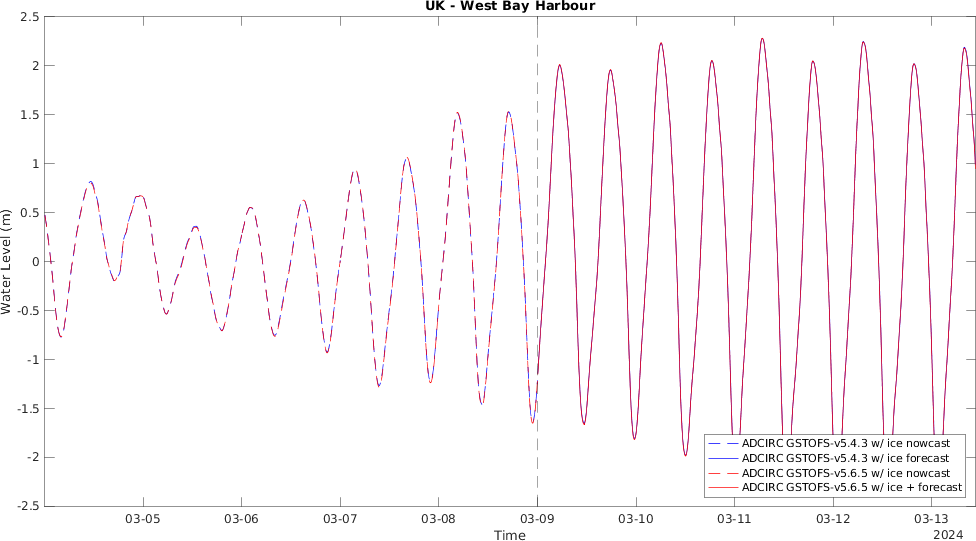 UK - West Bay Harbour
2.5
2
1.5
1
0.5
0
-0.5
-1
-1.5
-2
-2.5
Water Level (m)
03-05 03-06 03-07 03-08 03-09 03-10 03-11 03-12 03-13
Time
2024
ADCIRC GSTOFS-v5.4.3 w/ ice nowcast
ADCIRC GSTOFS-v5.4.3 w/ ice forecast
ADCIRC GSTOFS-v5.6.5 w/ ice nowcast
ADCIRC GSTOFS-v5.6.5 w/ ice + forecast